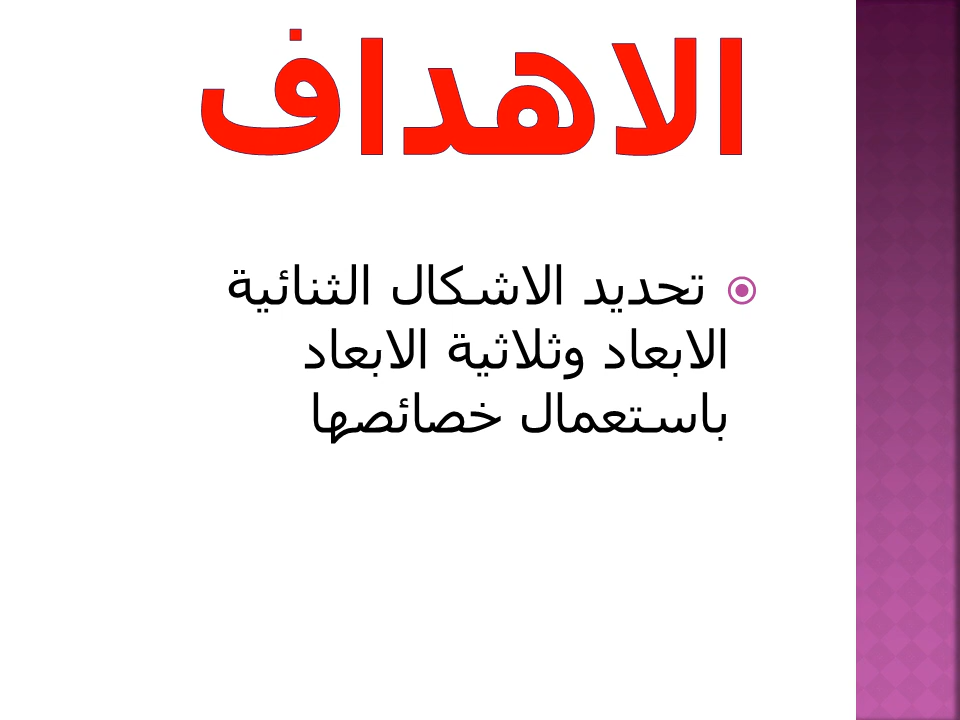 الاهداف
تحديد الاشكال الثنائية
الابعاد وثلاثية الابعاد
باستعمال خصائصها